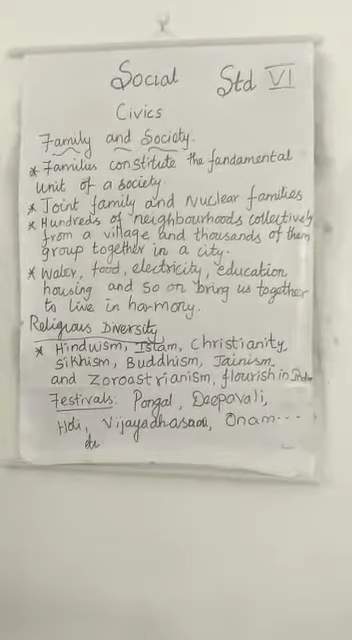 Social Std VI
Civics
Family and Society.
* Families constitute the fandamental
unit of a society
* Joint family and Nuclear families
* Hundreds of neighbourhoods collectively
from a village and thousands of them
group together in a city.
* Water, food, electricity, education
housing and so on bring us together
to live in harmony.
Religious Diversity
* Hinduism, Islam, Christianity,
Sikhism, Buddhism, Jainism
and Zoroastrianism, flourish in India
Festivals: Pongal, Deepavali,
Holi, Vijayadhasami, Onam...
etc